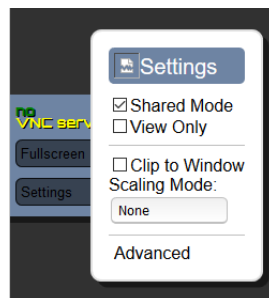 Settings
Shared Mode
View Only
Clip to Window
Scaling Mode:
None
Advanced
no
VNC serv
Fullscreen
Settings